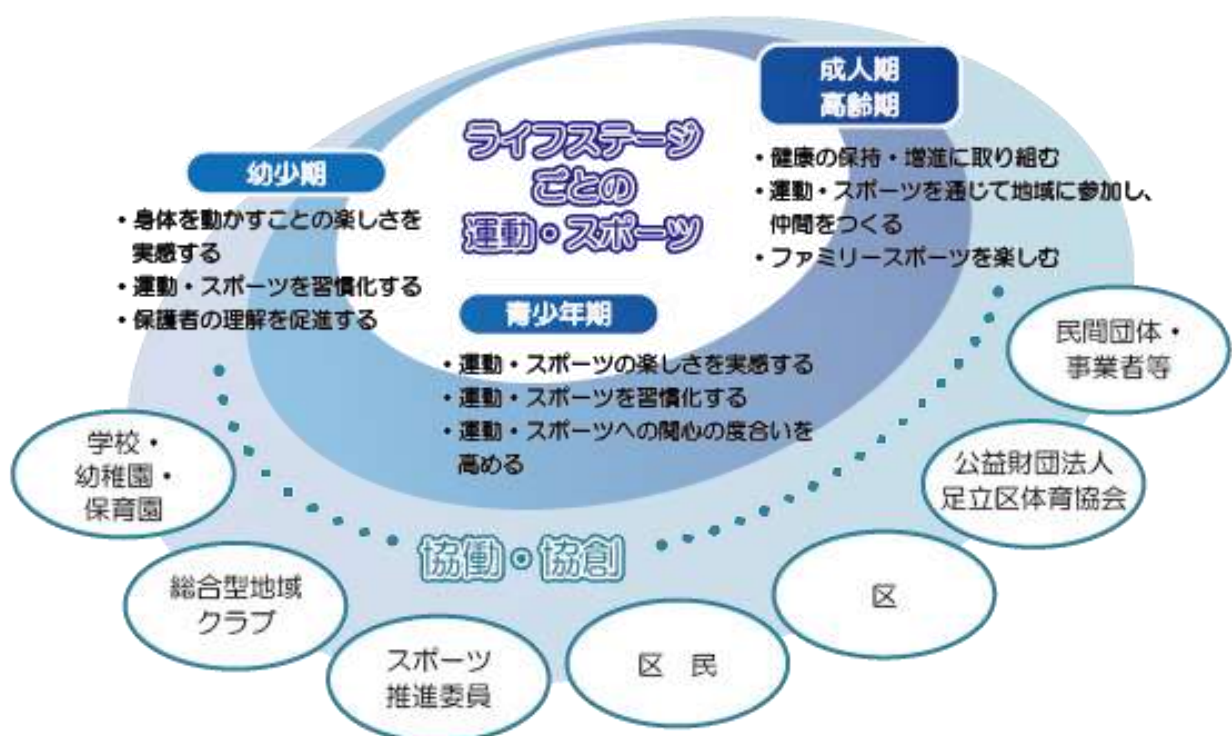 ライフステージ
ごとの
運動・スポーツ
幼少期
・身体を動かすことの楽しさを
実感する
・運動・スポーツを習慣化する
・保護者の理解を促進する
青少年期
・運動・スポーツの楽しさを実感する
・運動・スポーツを習慣化する
・運動・スポーツへの関心の度合いを
高める
成人期
高齢期
・健康の保持・増進に取り組む
・運動・スポーツを通じて地域に参加し、
仲間をつくる
・ファミリースポーツを楽しむ
協働・協創
学校・
幼稚園・
保育園
総合型地域
クラブ
スポーツ
推進委員
区 民
区
公益財団法人
足立区体育協会
民間団体・
事業者等